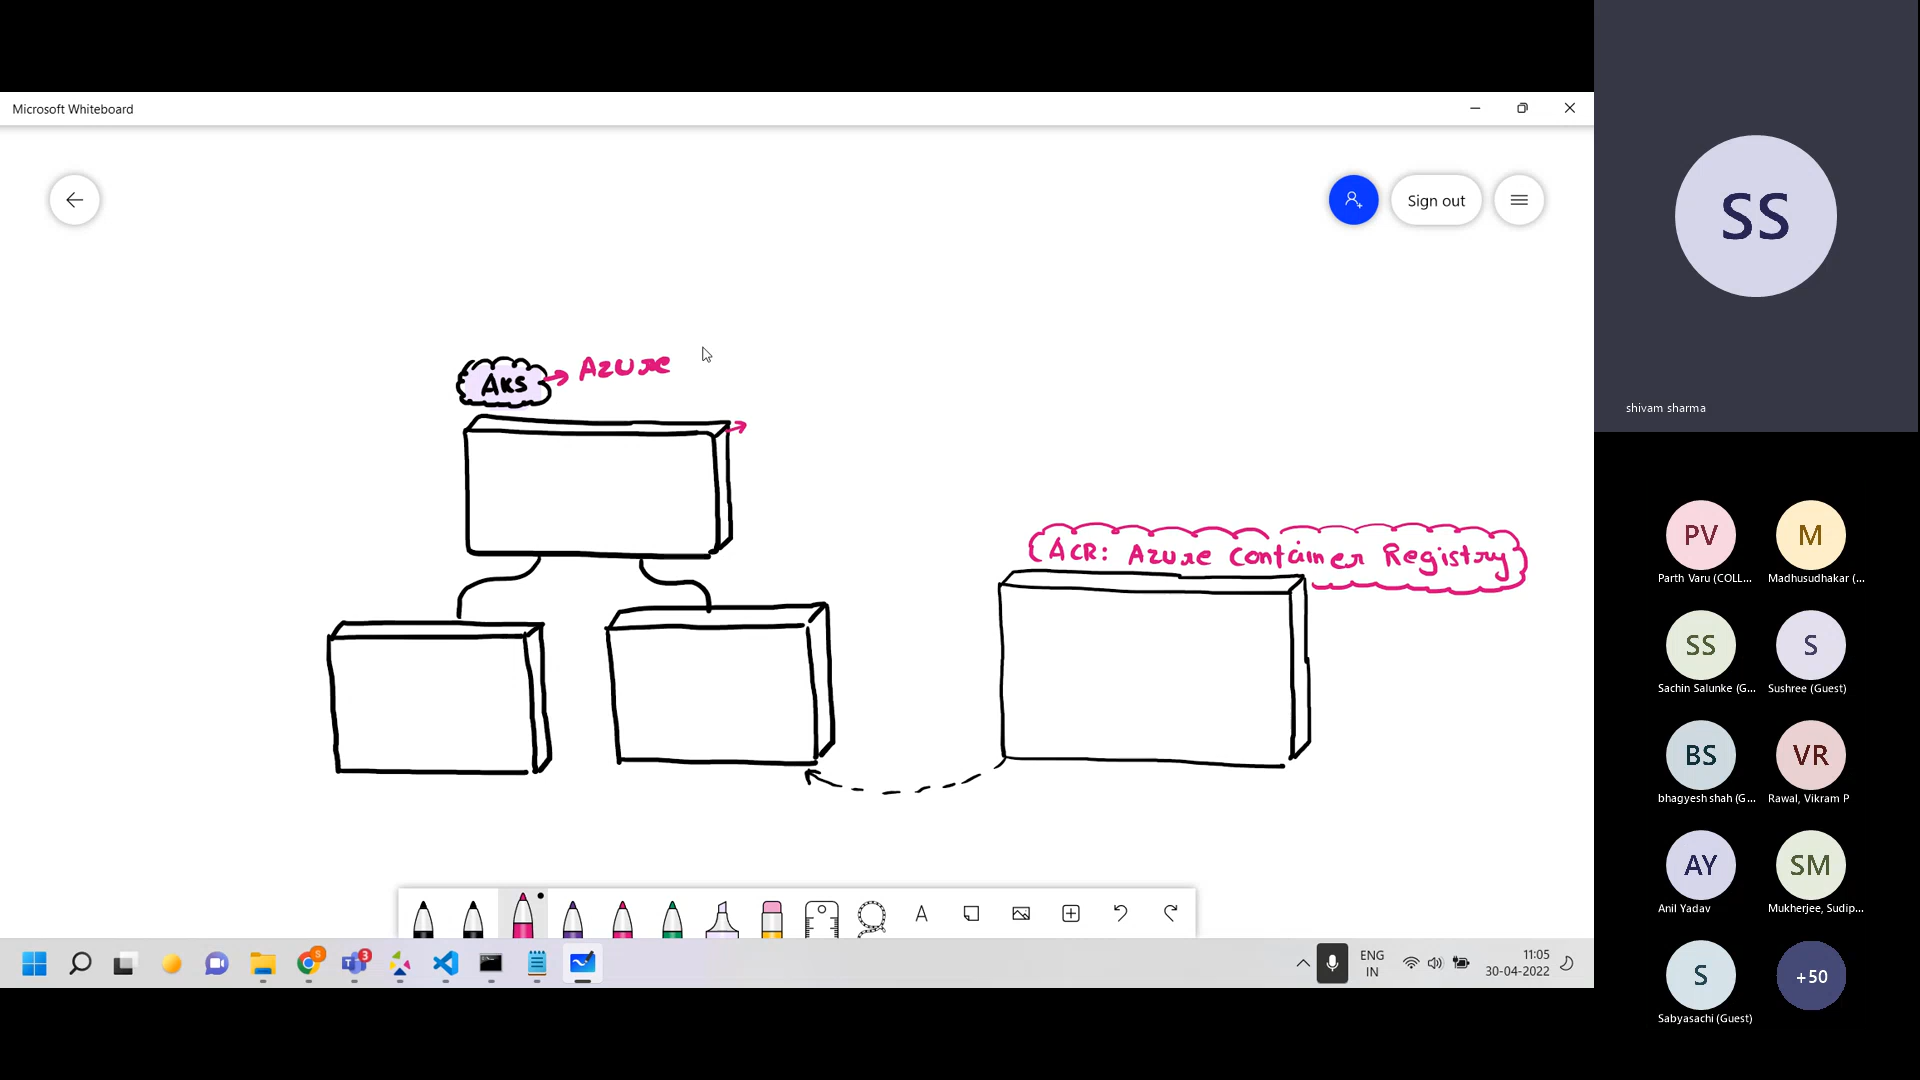 Microsoft Whiteboard
Sign out
AKS → Azure
ACR: Azure Container Registry
A
S
3
ENG
IN
11:05
30-04-2022
SS
shivam sharma
PV
M
Parth Varu (COLL...
Madhusudhakar (...
SS
S
Sachin Salunke (G...
Sushree (Guest)
BS
VR
bhagyesh shah (G...
Rawal, Vikram P
AY
SM
Anil Yadav
Mukherjee, Sudip...
S
+50
Sabyasachi (Guest)